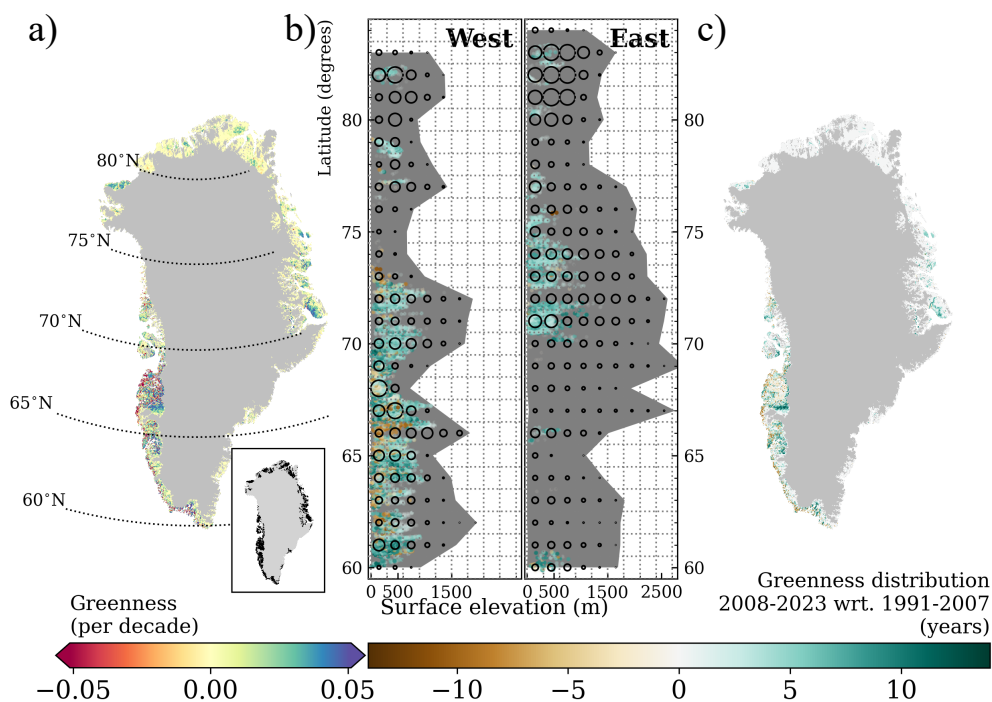 a)
b)
c)
West
East
Latitude (degrees)
80˚N
75˚N
70˚N
65˚N
60˚N
80
75
70
65
60
80
75
70
65
60
0 500 1500
0 500 1500 2500
Surface elevation (m)
Greenness
(per decade)
−0.05 0.00 0.05
Greenness distribution
2008-2023 wrt. 1991-2007
(years)
−10 −5 0 5 10